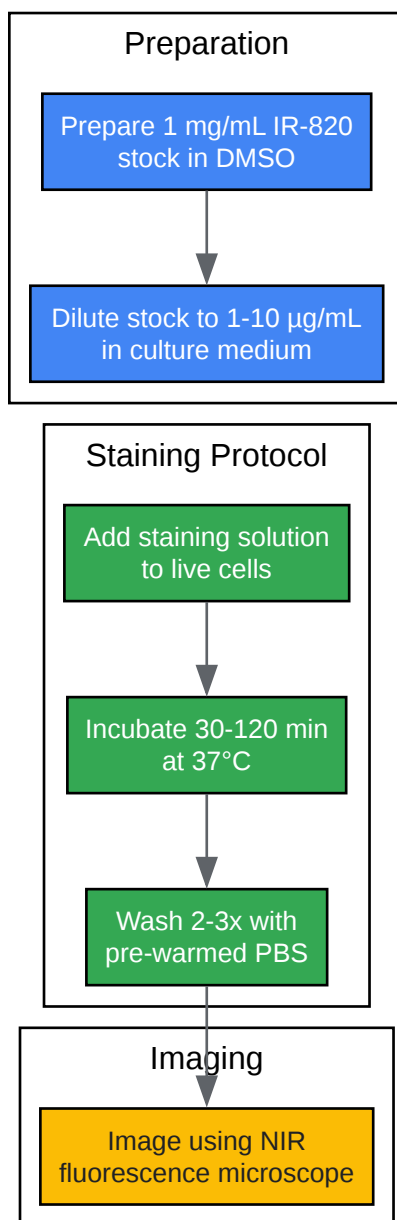 Preparation
Prepare 1 mg/mL IR-820
stock in DMSO
Dilute stock to 1-10 µg/mL
in culture medium
Staining Protocol
Add staining solution
to live cells
Incubate 30-120 min
at 37°C
Wash 2-3x with
pre-warmed PBS
Imaging
Image using NIR
fluorescence microscope